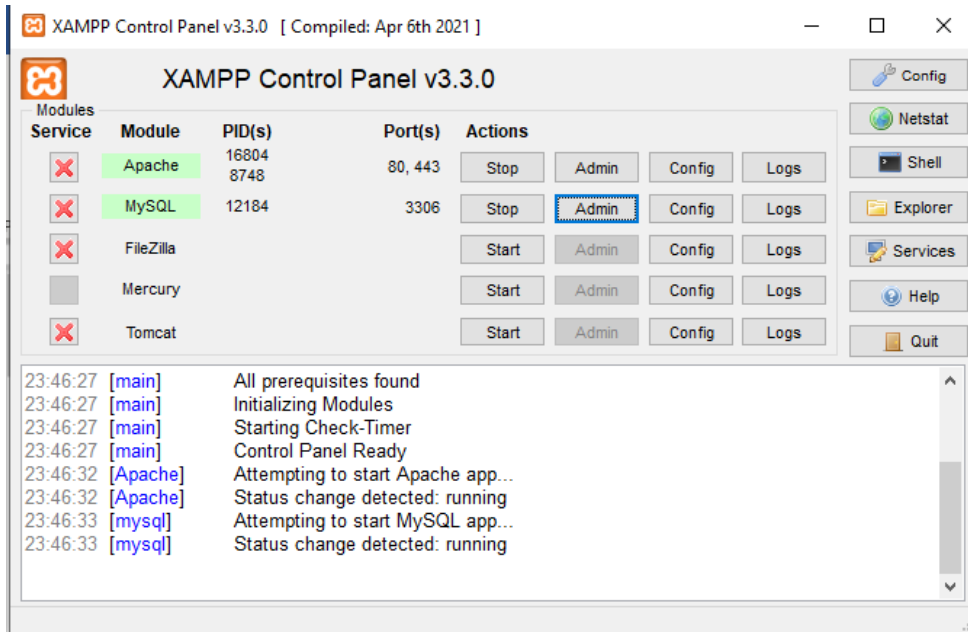 XAMPP Control Panel v3.3.0 [ Compiled: Apr 6th 2021 ]
XAMPP Control Panel v3.3.0
Config
Modules
Service Module PID(s) Port(s) Actions
Netstat
Apache 16804 8748 80, 443 Stop Admin Config Logs
Shell
MySQL 12184 3306 Stop Admin Config Logs
Explorer
FileZilla Start Admin Config Logs
Services
Mercury Start Admin Config Logs
Help
Tomcat Start Admin Config Logs
Quit
23:46:27 [main] All prerequisites found
23:46:27 [main] Initializing Modules
23:46:27 [main] Starting Check-Timer
23:46:27 [main] Control Panel Ready
23:46:32 [Apache] Attempting to start Apache app...
23:46:32 [Apache] Status change detected: running
23:46:33 [mysql] Attempting to start MySQL app...
23:46:33 [mysql] Status change detected: running